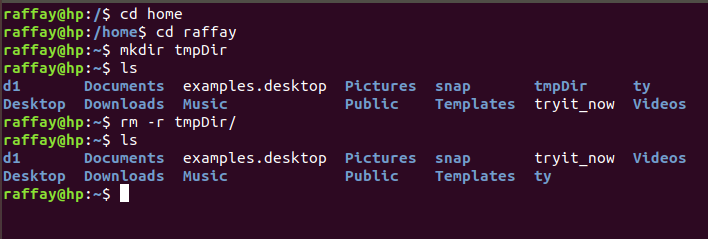 raffay@hp:/$ cd home
raffay@hp:/home$ cd raffay
raffay@hp:~$ mkdir tmpDir
raffay@hp:~$ ls
d1 Documents examples.desktop Pictures snap tmpDir ty
Desktop Downloads Music Public Templates tryit_now Videos
raffay@hp:~$ rm -r tmpDir/
raffay@hp:~$ ls
d1 Documents examples.desktop Pictures snap tryit_now Videos
Desktop Downloads Music Public Templates ty
raffay@hp:~$